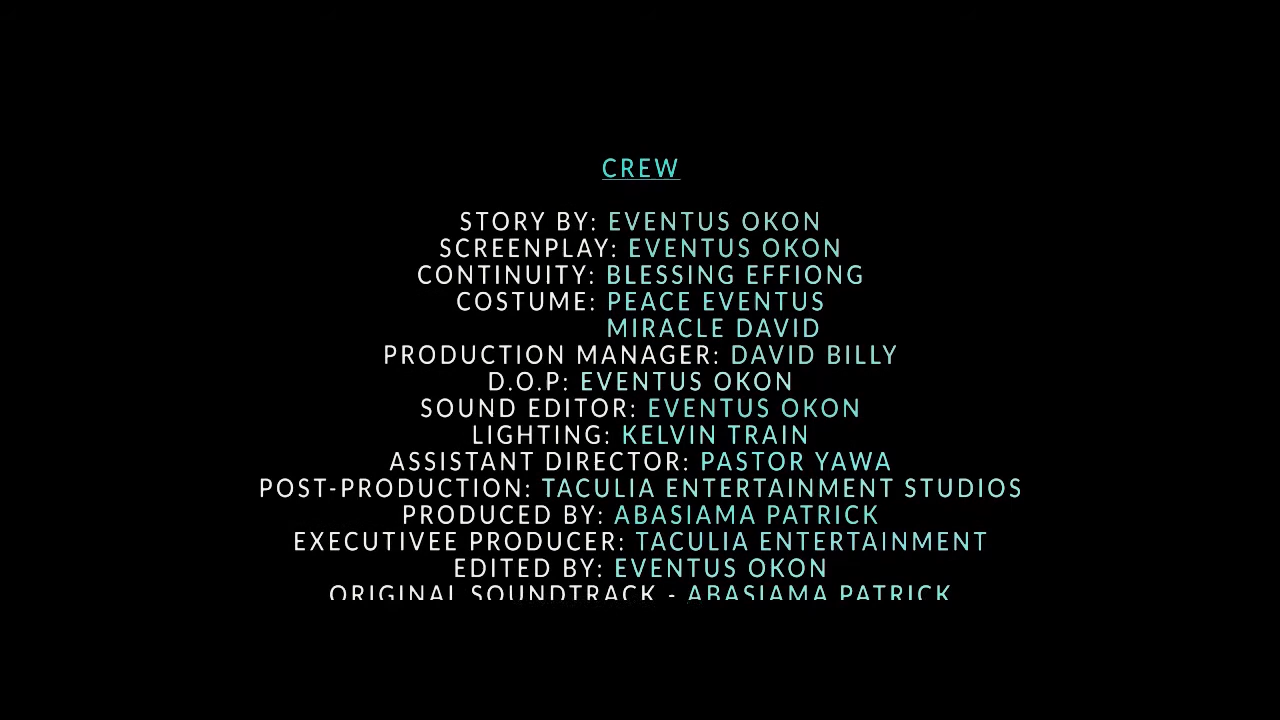 CREW
STORY BY: EVENTUS OKON
SCREENPLAY: EVENTUS OKON
CONTINUITY: BLESSING EFFIONG
COSTUME: PEACE EVENTUS
MIRACLE DAVID
PRODUCTION MANAGER: DAVID BILLY
D.O.P: EVENTUS OKON
SOUND EDITOR: EVENTUS OKON
LIGHTING: KELVIN TRAIN
ASSISTANT DIRECTOR: PASTOR YAWA
POST-PRODUCTION: TACULIA ENTERTAINMENT STUDIOS
PRODUCED BY: ABASIAMA PATRICK
EXECUTIVEE PRODUCER: TACULIA ENTERTAINMENT
EDITED BY: EVENTUS OKON
ORIGINAL SOUNDTRACK - ABASIAMA PATRICK